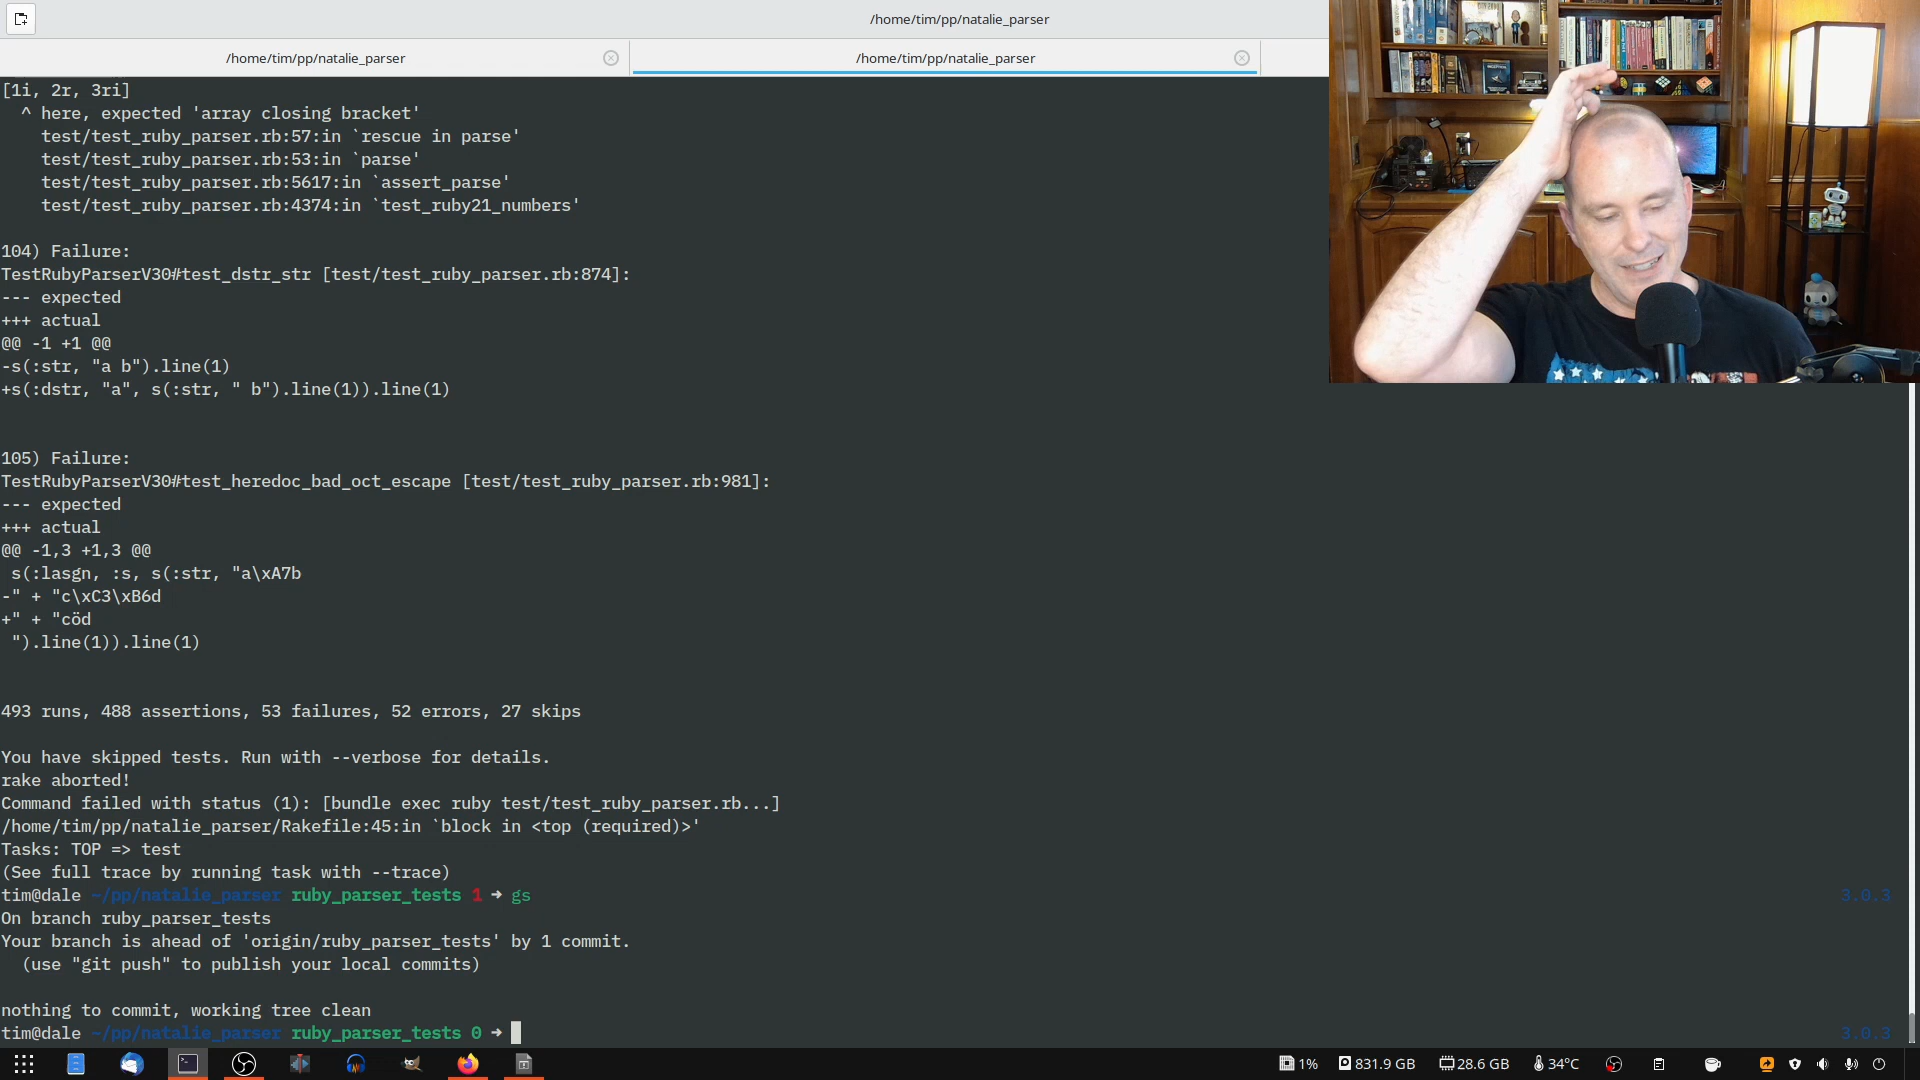 /home/tim/pp/natalie_parser
/home/tim/pp/natalie_parser
/home/tim/pp/natalie_parser
[1i, 2r, 3ri]
^ here, expected 'array closing bracket'
test/test_ruby_parser.rb:57:in `rescue in parse'
test/test_ruby_parser.rb:53:in `parse'
test/test_ruby_parser.rb:5617:in `assert_parse'
test/test_ruby_parser.rb:4374:in `test_ruby21_numbers'
104) Failure:
TestRubyParserV30#test_dstr_str [test/test_ruby_parser.rb:874]:
--- expected
+++ actual
@@ -1 +1 @@
-s(:str, "a b").line(1)
+s(:dstr, "a", s(:str, " b").line(1)).line(1)
105) Failure:
TestRubyParserV30#test_heredoc_bad_oct_escape [test/test_ruby_parser.rb:981]:
--- expected
+++ actual
@@ -1,3 +1,3 @@
s(:lasgn, :s, s(:str, "a\xA7b
-" + "c\xC3\xB6d
+" + "cöd
").line(1)).line(1)
493 runs, 488 assertions, 53 failures, 52 errors, 27 skips
You have skipped tests. Run with --verbose for details.
rake aborted!
Command failed with status (1): [bundle exec ruby test/test_ruby_parser.rb...]
/home/tim/pp/natalie_parser/Rakefile:45:in `block in <top (required)>'
Tasks: TOP => test
(See full trace by running task with --trace)
tim@dale ~/pp/natalie_parser ruby_parser_tests 1 → gs 3.0.3
On branch ruby_parser_tests
Your branch is ahead of 'origin/ruby_parser_tests' by 1 commit.
(use "git push" to publish your local commits)
nothing to commit, working tree clean
tim@dale ~/pp/natalie_parser ruby_parser_tests 0 → 3.0.3
1% 831.9 GB 28.6 GB 34°C